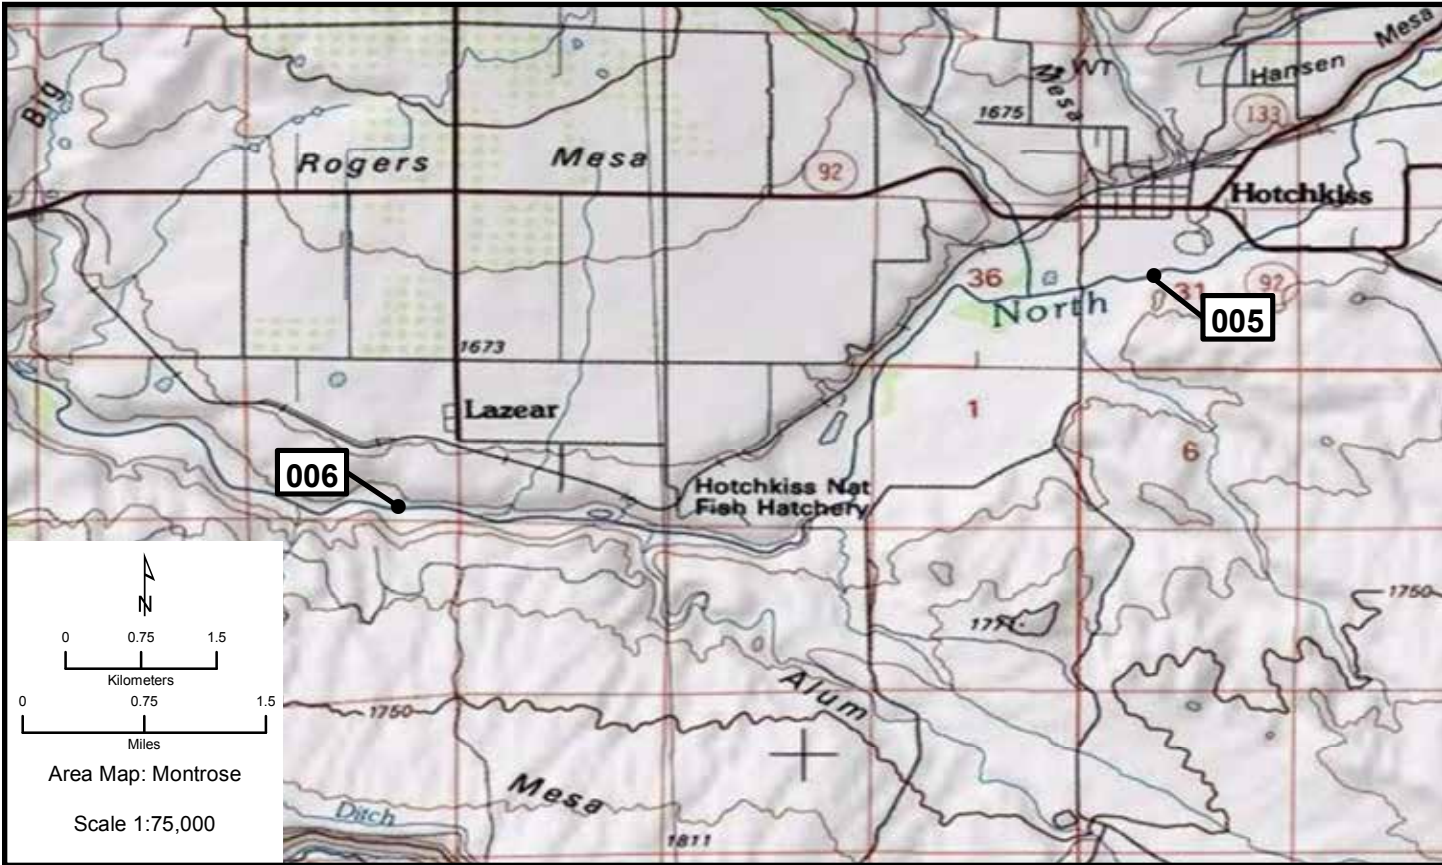 Mesa
Big
Mesa
VVT
Hansen
133
1675
Rogers Mesa
92
Hotchkiss
36
31
92
North
005
1673
Lazear
1
6
006
Hotchkiss Nat
Fish Hatchery
N
1750
1771
0 0.75 1.5
Kilometers
0 0.75 1.5
Miles
Area Map: Montrose
Scale 1:75,000
Alum
1750
Mesa
Ditch
1811